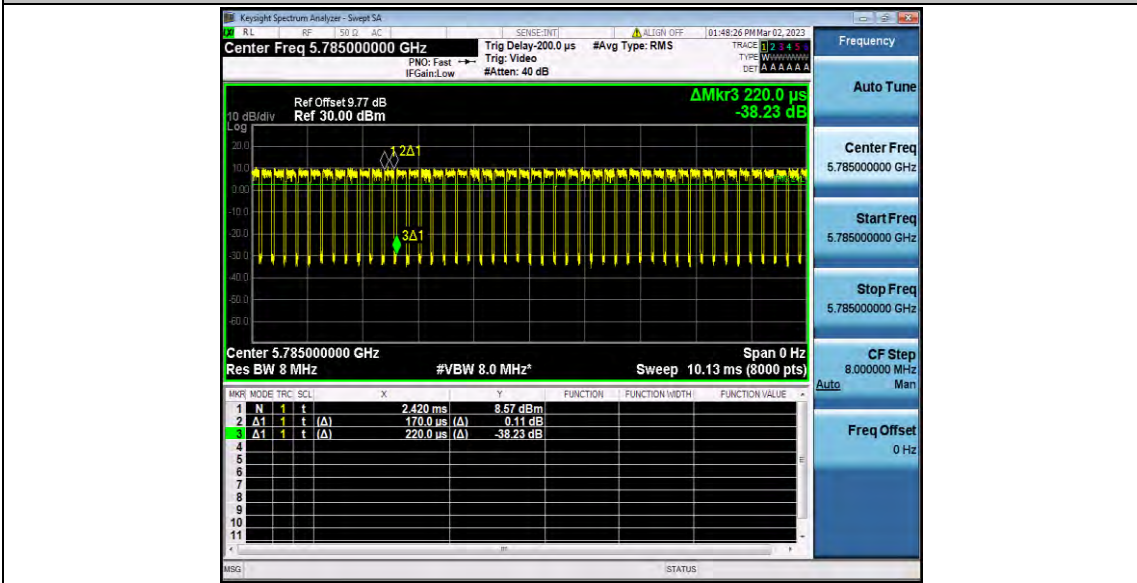 Keysight Spectrum Analyzer - Swept SA
RL RF 50 Ω AC SENSE:INT ALIGN OFF 01:48:26 PM Mar 02, 2023
Center Freq 5.785000000 GHz
PNO: Fast
IFGain:Low
Trig Delay-200.0 µs
Trig: Video
#Atten: 40 dB
#Avg Type: RMS
TRACE 1 2 3 4 5 6
TYPE WWWWWW
DET A A A A A A
Frequency
Auto Tune
Center Freq
5.785000000 GHz
Start Freq
5.785000000 GHz
Stop Freq
5.785000000 GHz
CF Step
8.000000 MHz
Auto Man
Freq Offset
0 Hz
ΔMkr3 220.0 µs
-38.23 dB
Ref Offset 9.77 dB
10 dB/div Ref 30.00 dBm
Log
20.0
10.0
0.00
-10.0
-20.0
-30.0
-40.0
-50.0
-60.0
1 2Δ1
3Δ1
Center 5.785000000 GHz Span 0 Hz
Res BW 8 MHz #VBW 8.0 MHz* Sweep 10.13 ms (8000 pts)
MKR MODE TRC SCL X Y FUNCTION FUNCTION WIDTH FUNCTION VALUE
1 N 1 t 2.420 ms 8.57 dBm
2 Δ1 1 t (Δ) 170.0 µs (Δ) 0.11 dB
3 Δ1 1 t (Δ) 220.0 µs (Δ) -38.23 dB
4
5
6
7
8
9
10
11
MSG STATUS